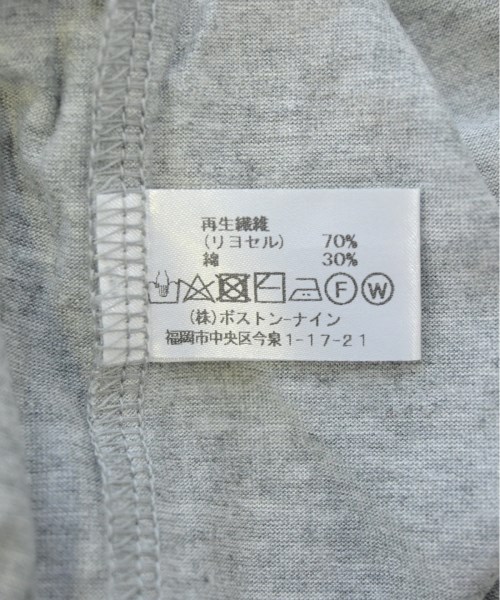 再生繊維
(リヨセル) 70%
綿 30%
F W
(株)ボストン-ナイン
福岡市中央区今泉1-17-21